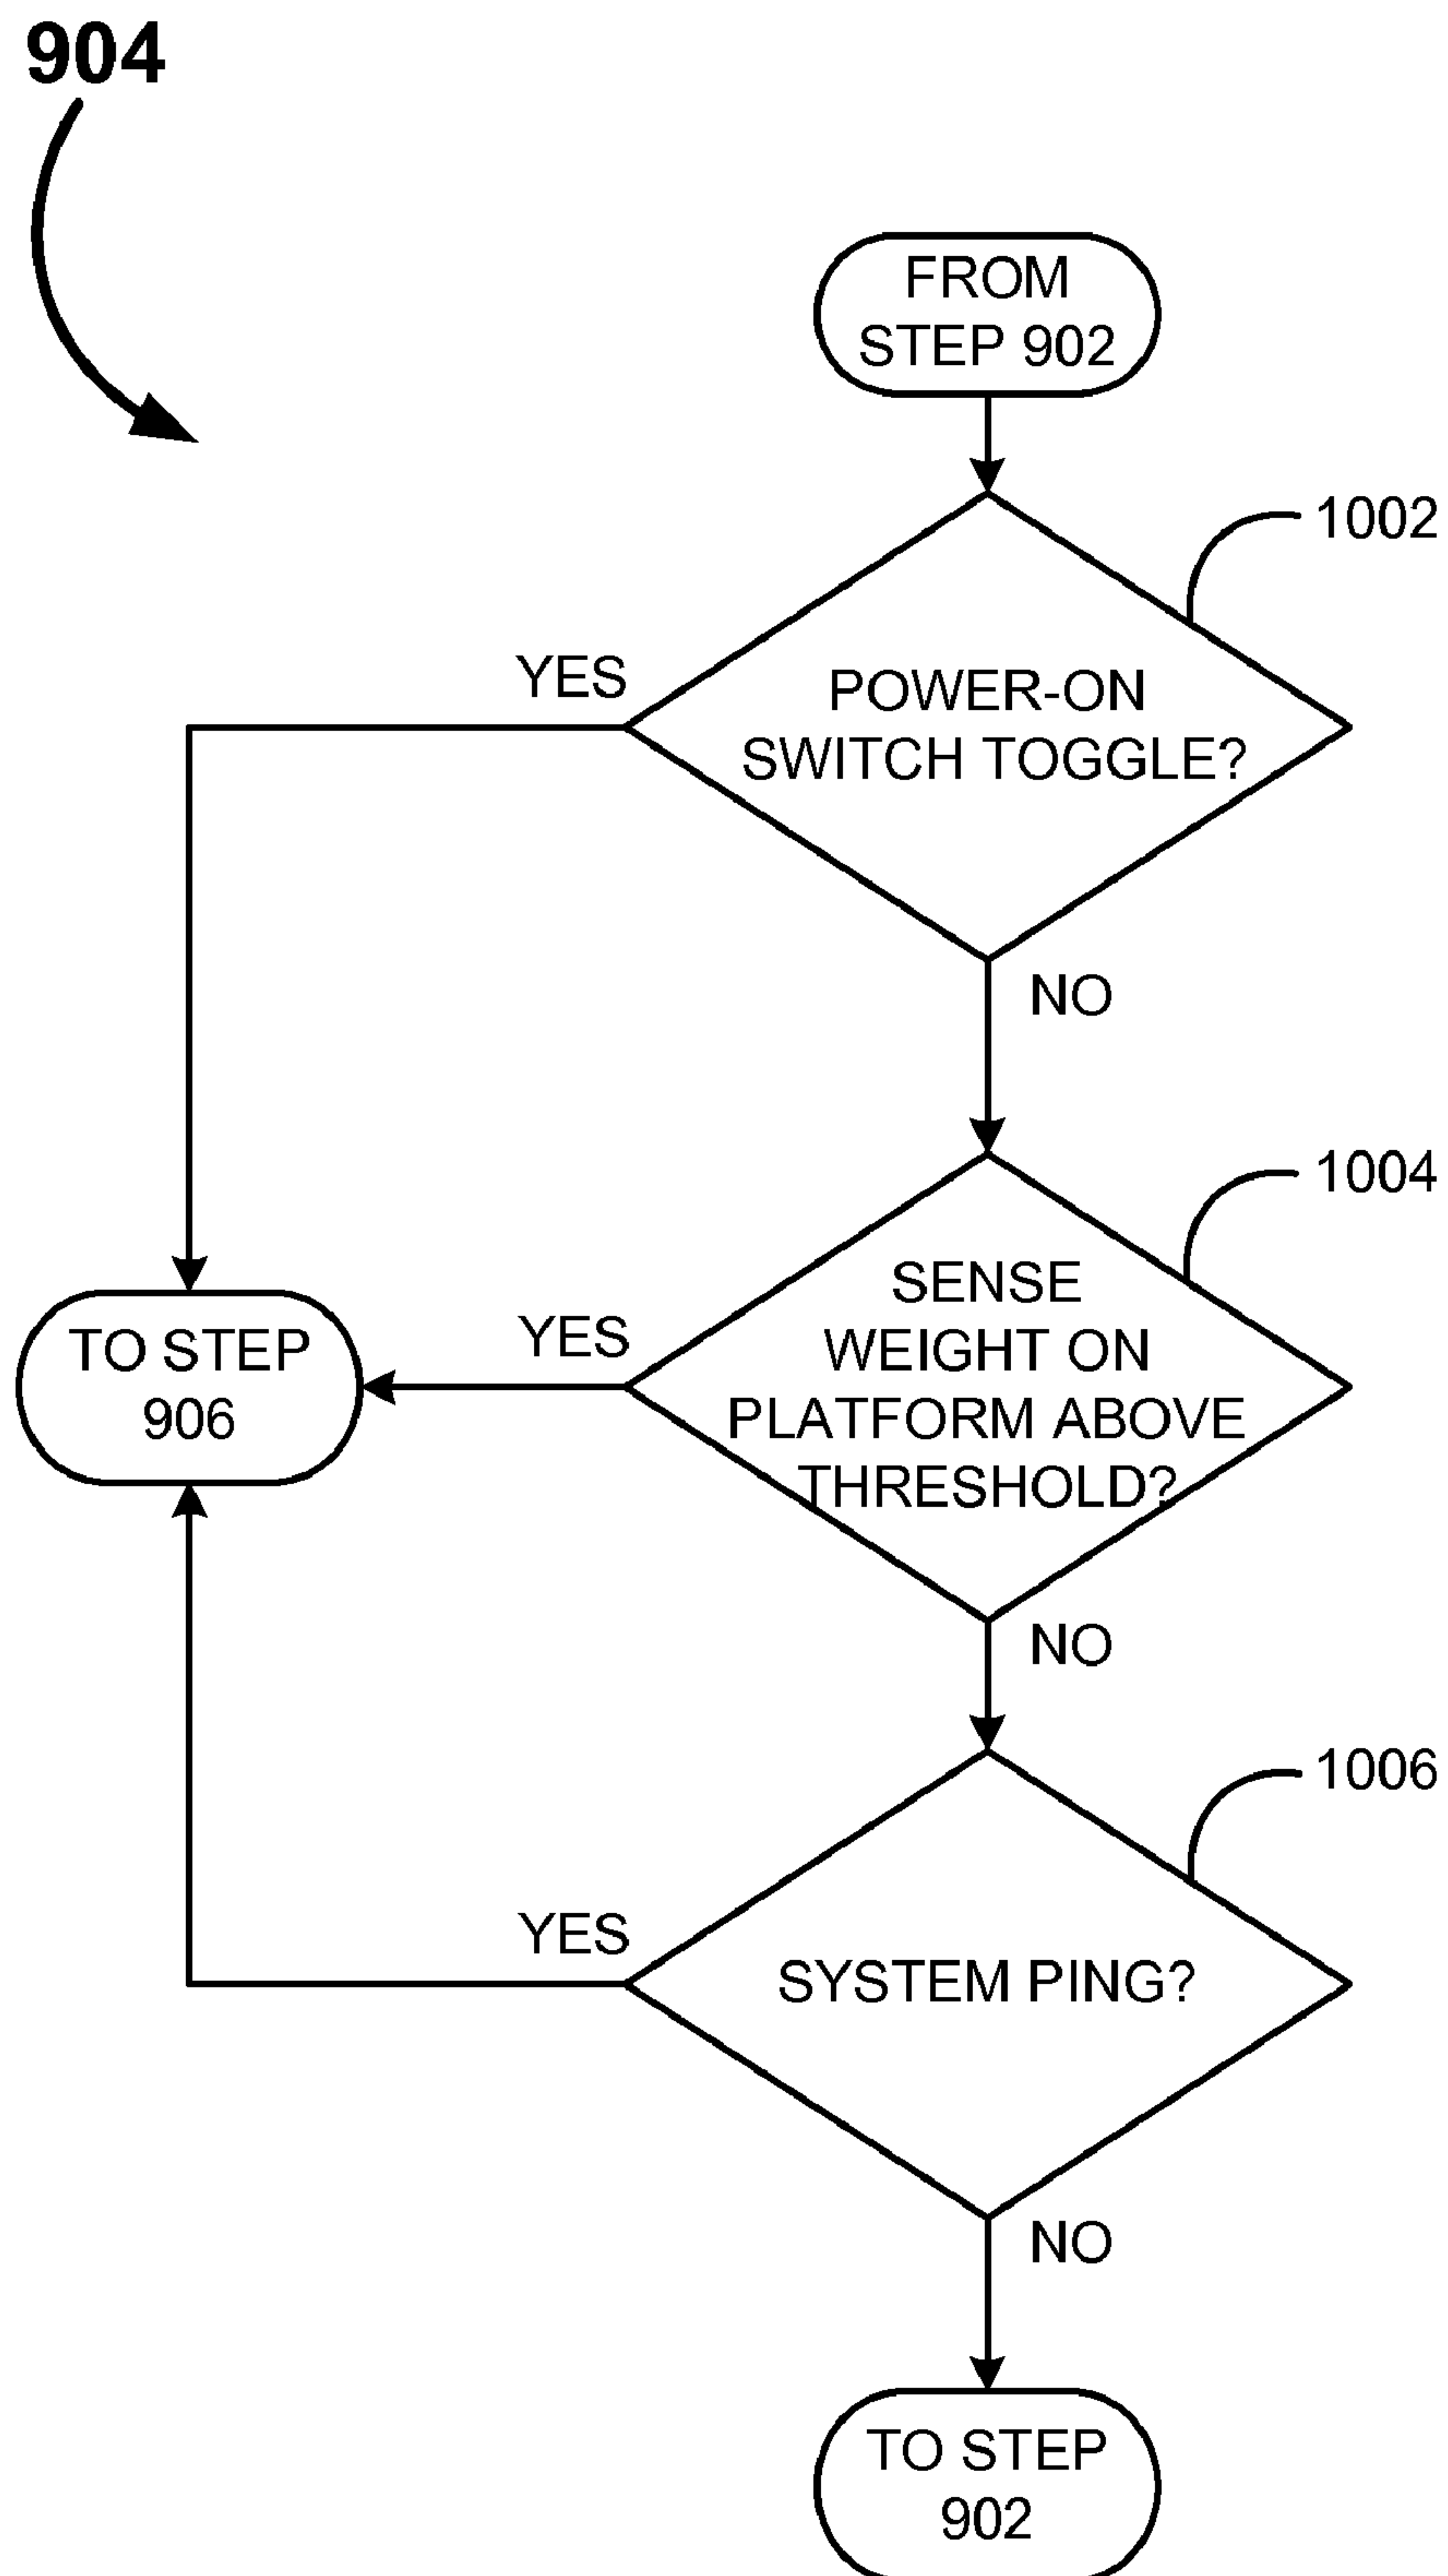 904
FROM
STEP 902
1002
YES
POWER-ON
SWITCH TOGGLE?
NO
1004
SENSE
WEIGHT ON
PLATFORM ABOVE
THRESHOLD?
YES
TO STEP
906
NO
1006
YES
SYSTEM PING?
NO
TO STEP
902